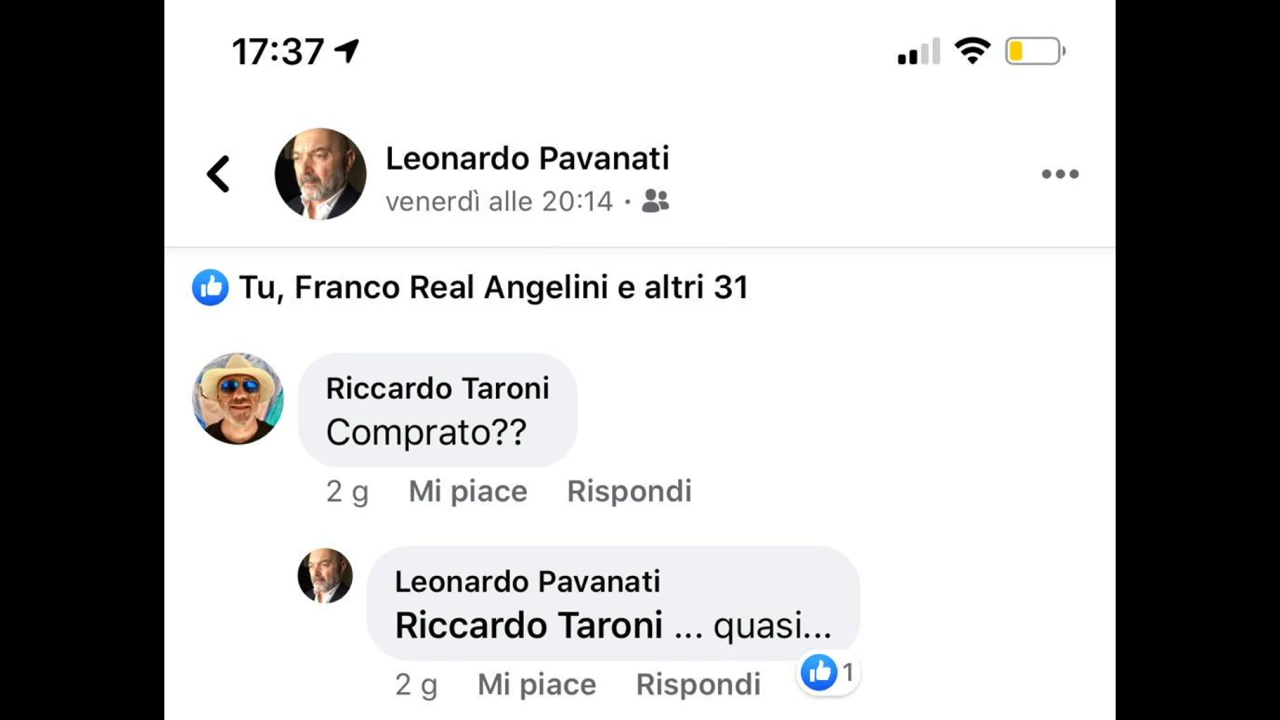 17:37
Leonardo Pavanati
venerdì alle 20:14 ·
Tu, Franco Real Angelini e altri 31
Riccardo Taroni
Comprato??
2 g Mi piace Rispondi
Leonardo Pavanati
Riccardo Taroni ... quasi...
2 g Mi piace Rispondi 1